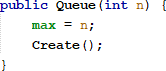 public Queue(int n) {
    max = n;
    Create();
}